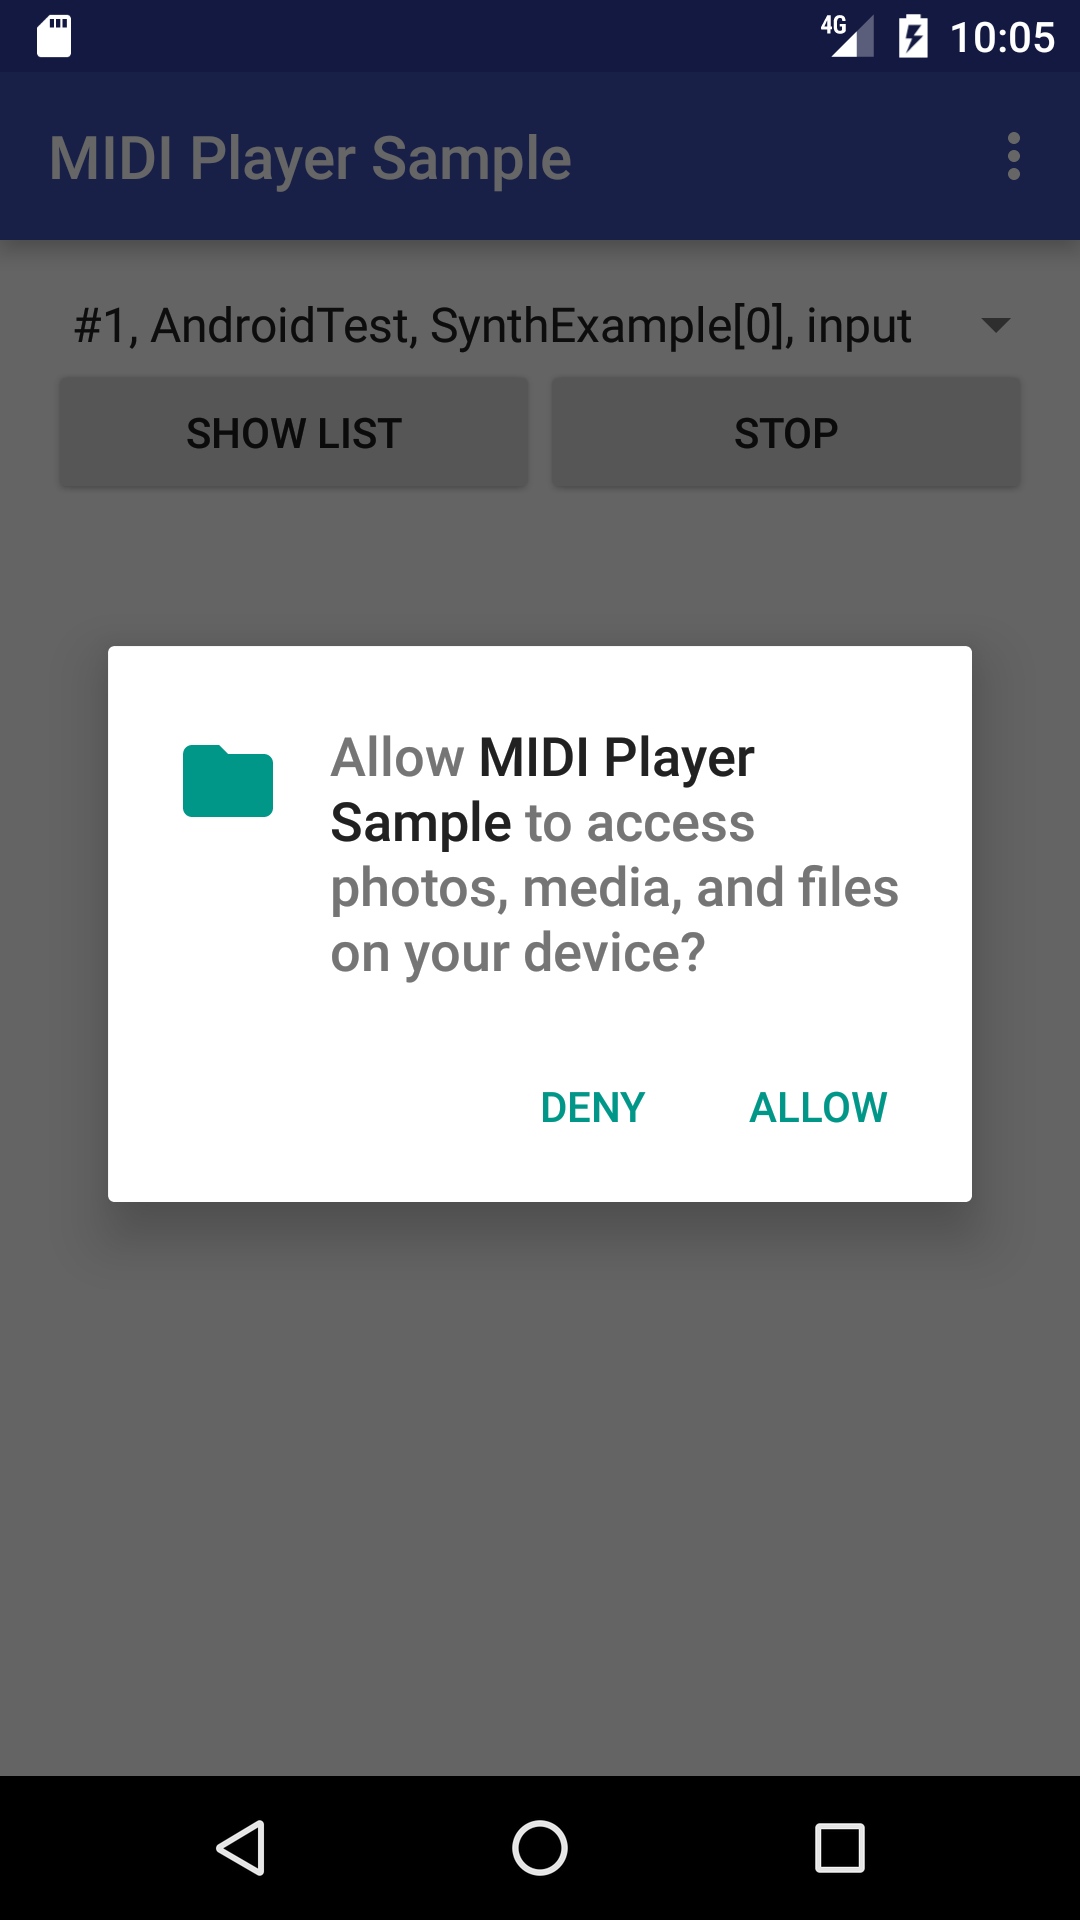 4G 10:05
MIDI Player Sample
#1, AndroidTest, SynthExample[0], input
SHOW LIST STOP
Allow MIDI Player
Sample to access
photos, media, and files
on your device?
DENY ALLOW